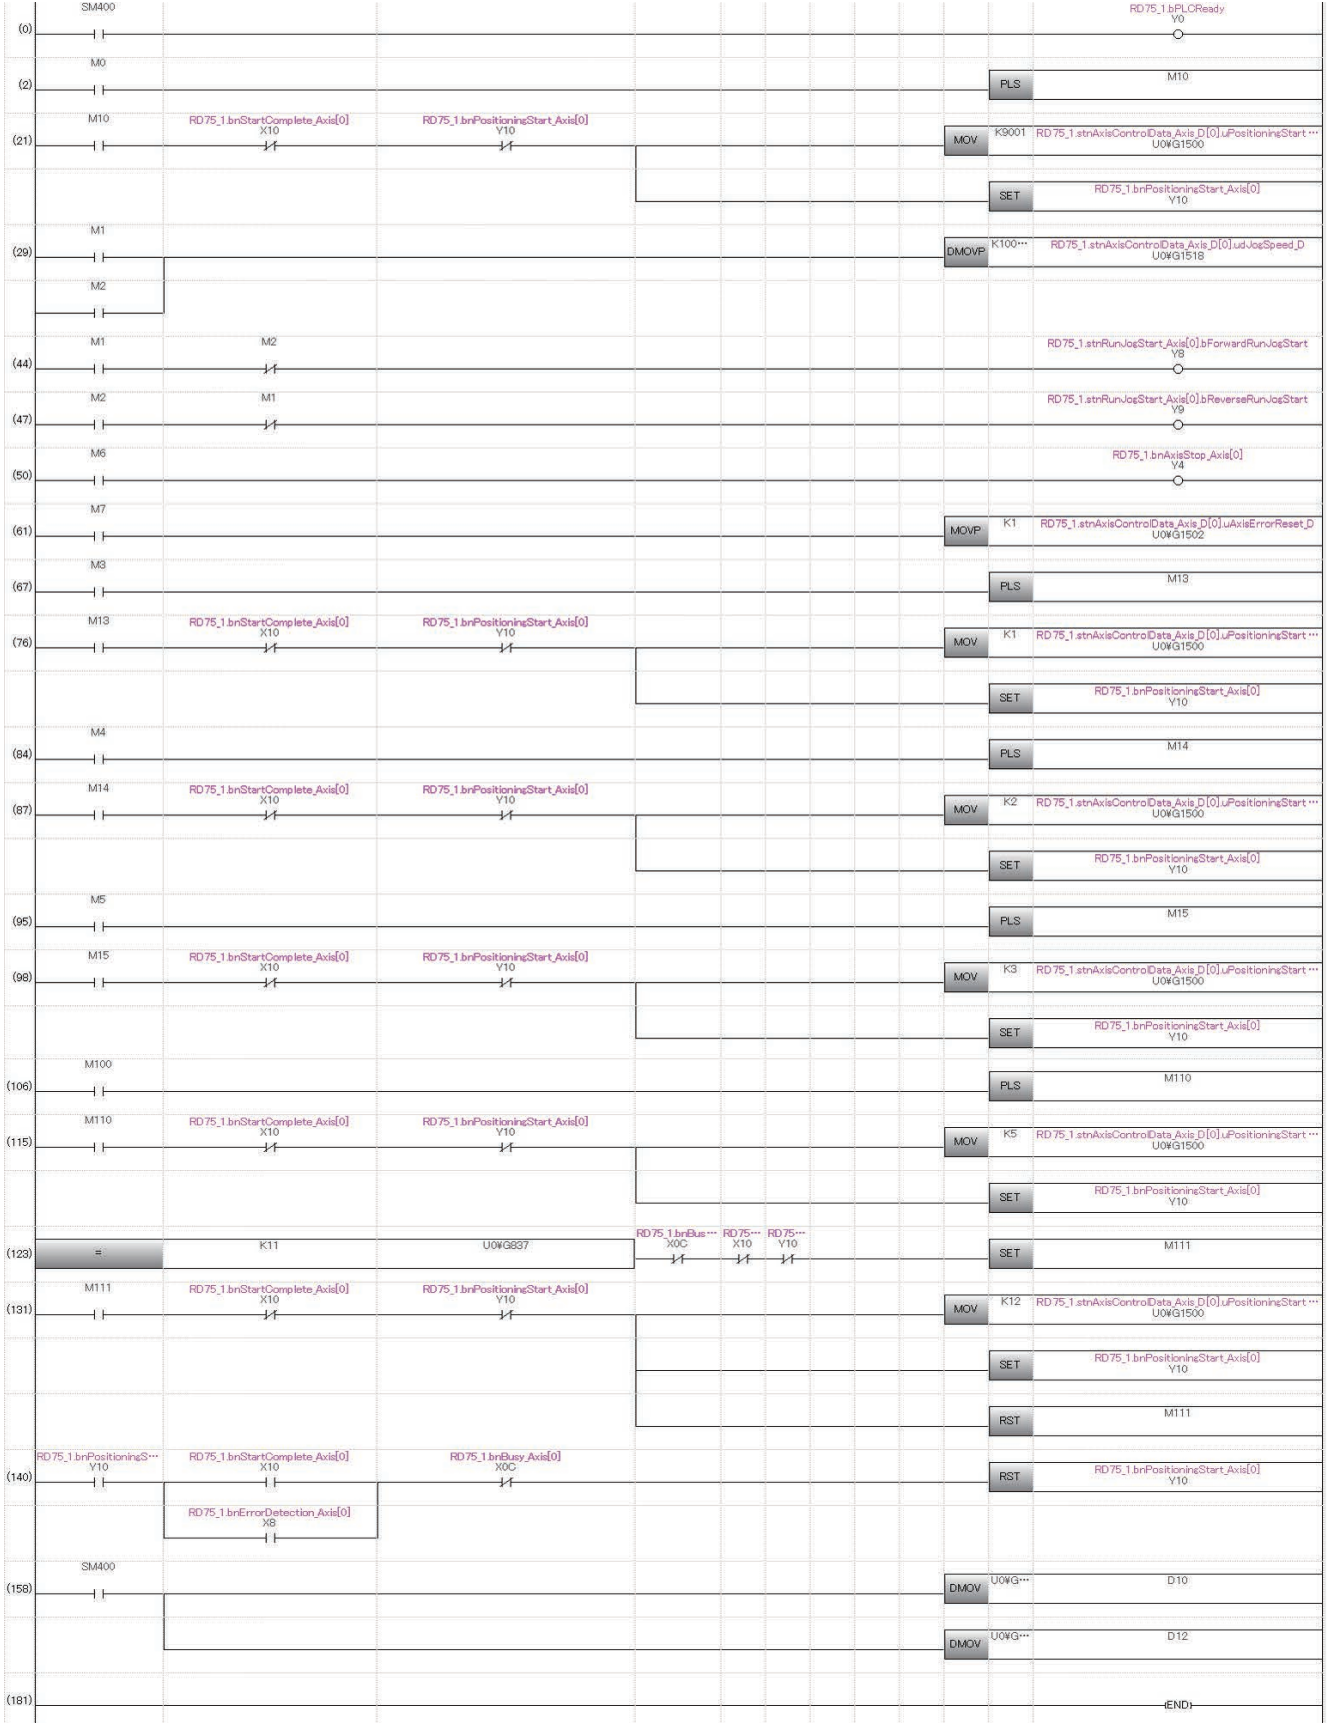 SM400 RD75_1.bPLCReady
(0) Y0
M0
(2) PLS M10
M10 RD75_1.bnStartComplete_Axis[0] RD75_1.bnPositioningStart_Axis[0]
(21) X10 Y10 MOV K9001 RD75_1.stnAxisControlData_Axis_D[0].uPositioningStart…
U0¥G1500
SET RD75_1.bnPositioningStart_Axis[0]
Y10
M1
(29) DMOVP K100… RD75_1.stnAxisControlData_Axis_D[0].udJogSpeed_D
U0¥G1518
M2
M1 M2 RD75_1.stnRunJogStart_Axis[0].bForwardRunJogStart
(44) Y8
M2 M1 RD75_1.stnRunJogStart_Axis[0].bReverseRunJogStart
(47) Y9
M6 RD75_1.bnAxisStop_Axis[0]
(50) Y4
M7
(61) MOVP K1 RD75_1.stnAxisControlData_Axis_D[0].uAxisErrorReset_D
U0¥G1502
M3
(67) PLS M13
M13 RD75_1.bnStartComplete_Axis[0] RD75_1.bnPositioningStart_Axis[0]
(76) X10 Y10 MOV K1 RD75_1.stnAxisControlData_Axis_D[0].uPositioningStart…
U0¥G1500
SET RD75_1.bnPositioningStart_Axis[0]
Y10
M4
(84) PLS M14
M14 RD75_1.bnStartComplete_Axis[0] RD75_1.bnPositioningStart_Axis[0]
(87) X10 Y10 MOV K2 RD75_1.stnAxisControlData_Axis_D[0].uPositioningStart…
U0¥G1500
SET RD75_1.bnPositioningStart_Axis[0]
Y10
M5
(95) PLS M15
M15 RD75_1.bnStartComplete_Axis[0] RD75_1.bnPositioningStart_Axis[0]
(98) X10 Y10 MOV K3 RD75_1.stnAxisControlData_Axis_D[0].uPositioningStart…
U0¥G1500
SET RD75_1.bnPositioningStart_Axis[0]
Y10
M100
(106) PLS M110
M110 RD75_1.bnStartComplete_Axis[0] RD75_1.bnPositioningStart_Axis[0]
(115) X10 Y10 MOV K5 RD75_1.stnAxisControlData_Axis_D[0].uPositioningStart…
U0¥G1500
SET RD75_1.bnPositioningStart_Axis[0]
Y10
RD75_1.bnBus… RD75… RD75…
(123) = K11 U0¥G837 X0C X10 Y10 SET M111
M111 RD75_1.bnStartComplete_Axis[0] RD75_1.bnPositioningStart_Axis[0]
(131) X10 Y10 MOV K12 RD75_1.stnAxisControlData_Axis_D[0].uPositioningStart…
U0¥G1500
SET RD75_1.bnPositioningStart_Axis[0]
Y10
RST M111
RD75_1.bnPositioningS… RD75_1.bnStartComplete_Axis[0] RD75_1.bnBusy_Axis[0]
(140) Y10 X10 X0C RST RD75_1.bnPositioningStart_Axis[0]
Y10
RD75_1.bnErrorDetection_Axis[0]
X8
SM400
(158) DMOV U0¥G… D10
DMOV U0¥G… D12
(181) END